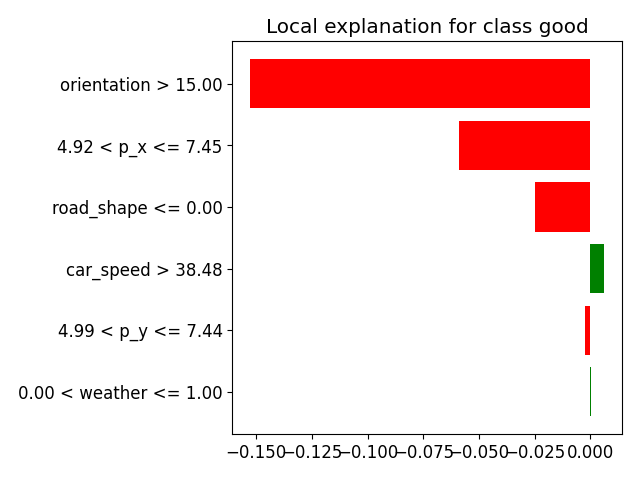 Local explanation for class good
orientation > 15.00
4.92 < p_x <= 7.45
road_shape <= 0.00
car_speed > 38.48
4.99 < p_y <= 7.44
0.00 < weather <= 1.00
−0.150 −0.125 −0.100 −0.075 −0.050 −0.025 0.000